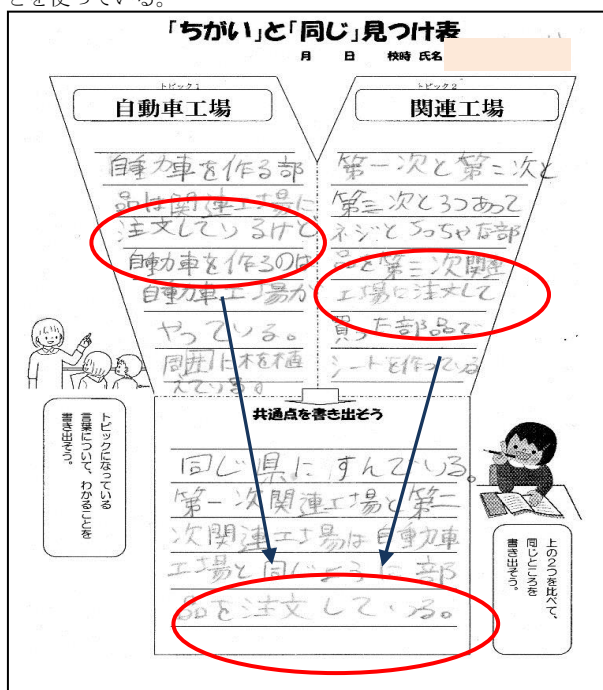 とを使っている。
「ちがい」と「同じ」見つけ表
月 日 校時 氏名
トピック1
自動車工場
トピック2
関連工場
自動車を作る部
品は関連工場に
注文しているけど
自動車を作るのは
自動車工場が
やっている。
周囲に木を植
えている。
第一次と第二次と
第三次と3つあって
ネジとちっちゃな部
品を第三次関連
工場に注文して
買った部品で
シートを作っている
共通点を書き出そう
同じ県にすんでいる。
第一次関連工場と第二
次関連工場は自動車
工場と同じように部
品を注文している。
トピックになっている
言葉について、わかることを
書き出そう。
上の2つを比べて、
同じところを
書き出そう。